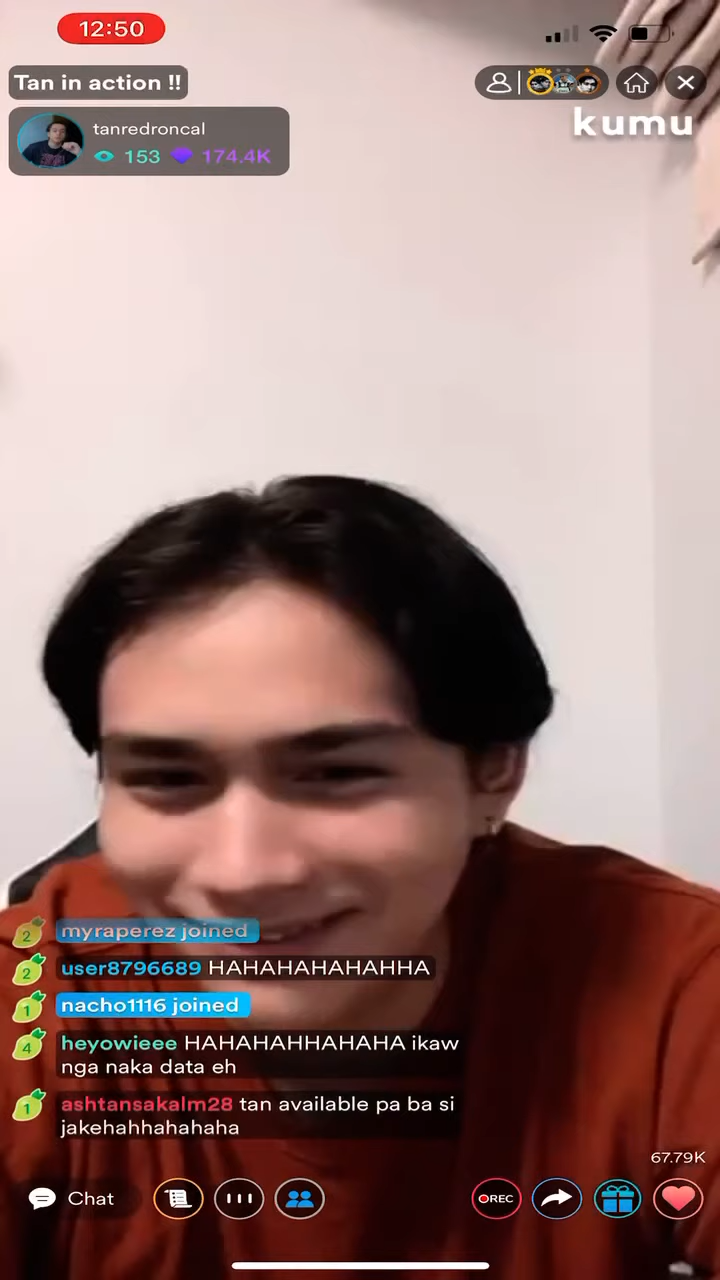 12:50
Tan in action !!
kumu
tanredroncal
153 174.4K
2 myraperez joined
2 user8796689 HAHAHAHAHAHHA
1 nacho1116 joined
4 heyowieee HAHAHAHHAHAHA ikaw
nga naka data eh
1 ashtansakalm28 tan available pa ba si
jakehahhahahaha
67.79K
Chat
REC